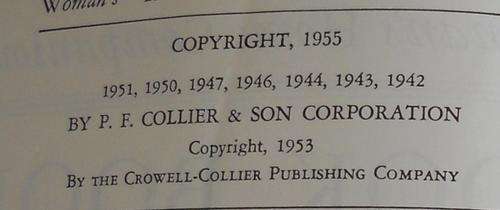 Woman's
COPYRIGHT, 1955
1951, 1950, 1947, 1946, 1944, 1943, 1942
BY P. F. COLLIER & SON CORPORATION
Copyright, 1953
BY THE CROWELL-COLLIER PUBLISHING COMPANY